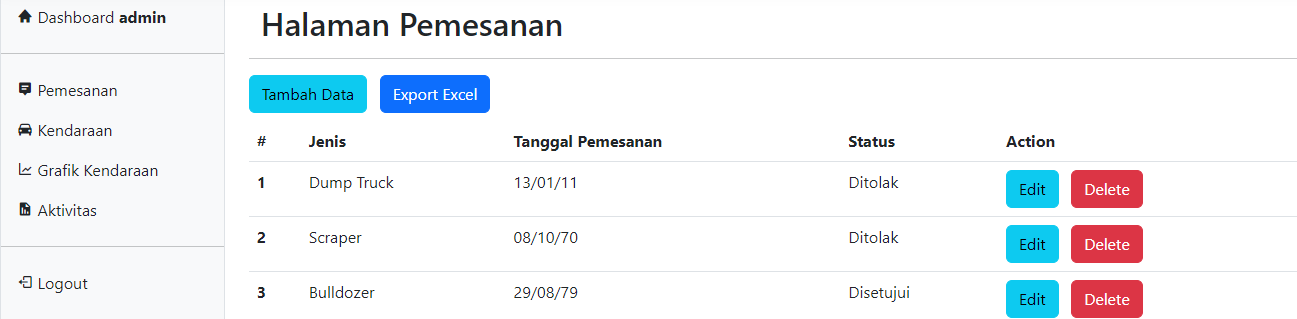 Dashboard admin
Pemesanan
Kendaraan
Grafik Kendaraan
Aktivitas
Logout
Halaman Pemesanan
Tambah Data Export Excel
# Jenis Tanggal Pemesanan Status Action
1 Dump Truck 13/01/11 Ditolak Edit Delete
2 Scraper 08/10/70 Ditolak Edit Delete
3 Bulldozer 29/08/79 Disetujui Edit Delete